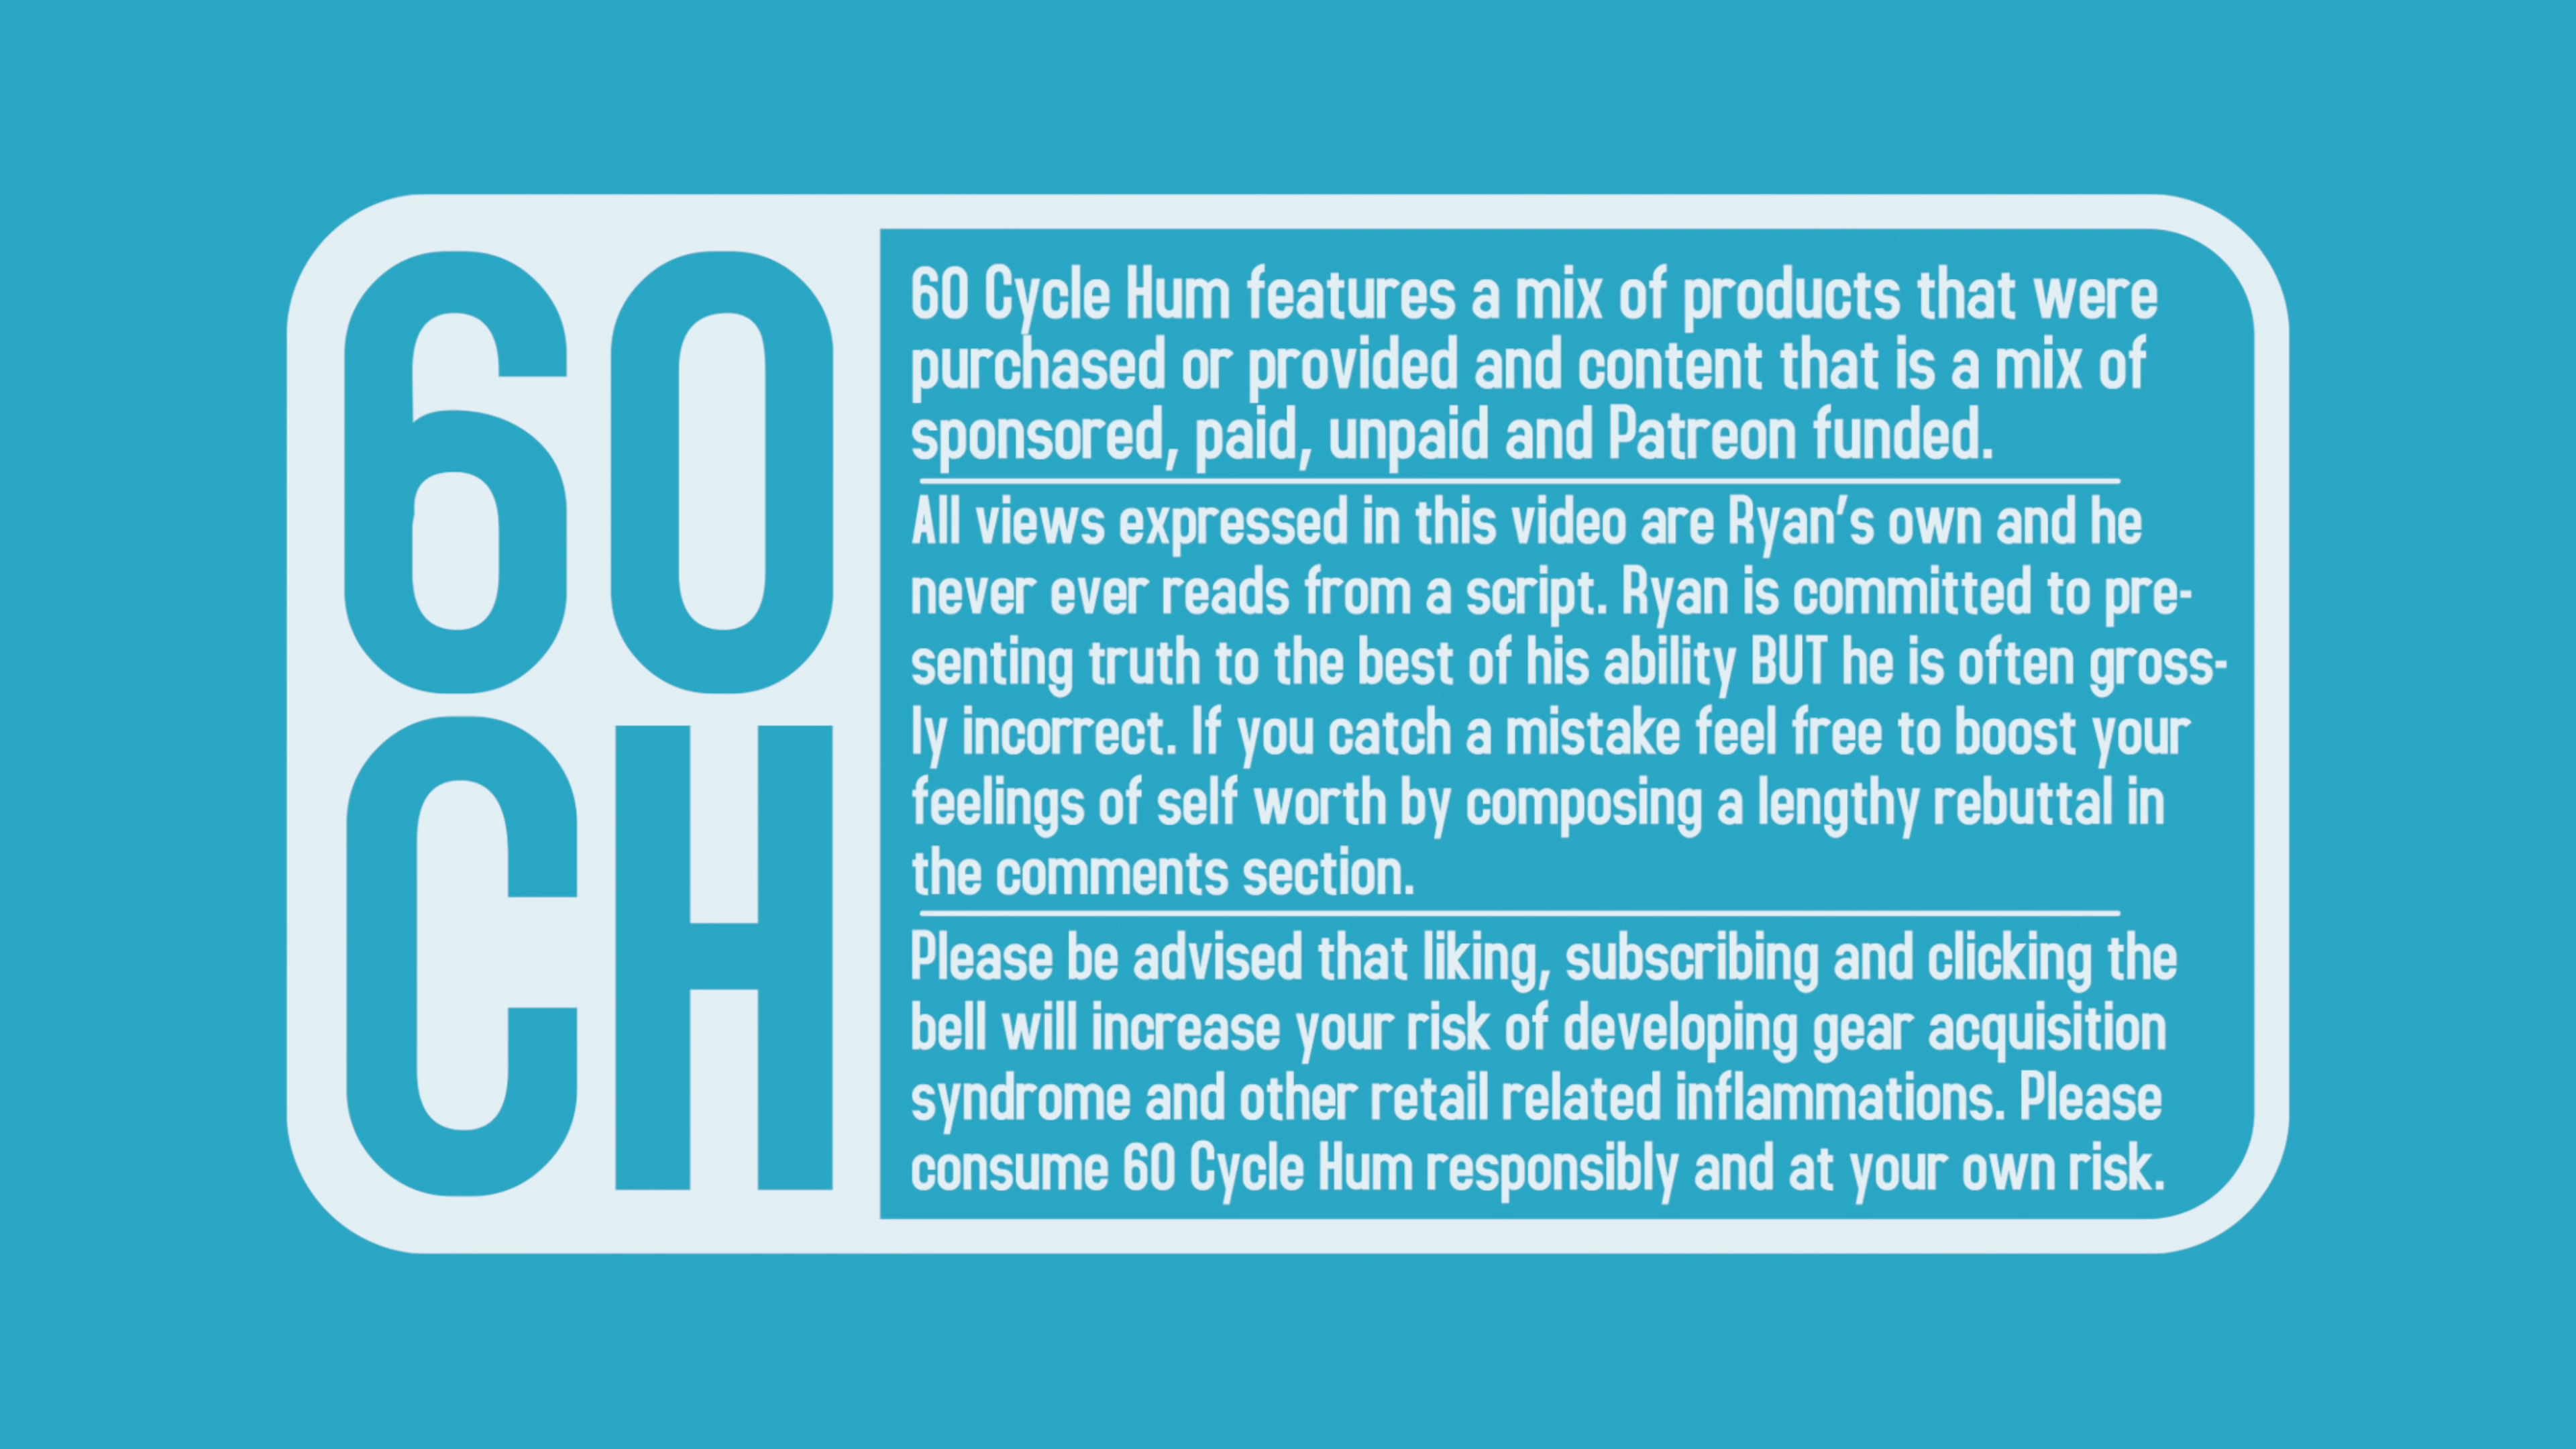 60
CH
60 Cycle Hum features a mix of products that were
purchased or provided and content that is a mix of
sponsored, paid, unpaid and Patreon funded.
All views expressed in this video are Ryan's own and he
never ever reads from a script. Ryan is committed to pre-
senting truth to the best of his ability BUT he is often gross-
ly incorrect. If you catch a mistake feel free to boost your
feelings of self worth by composing a lengthy rebuttal in
the comments section.
Please be advised that liking, subscribing and clicking the
bell will increase your risk of developing gear acquisition
syndrome and other retail related inflammations. Please
consume 60 Cycle Hum responsibly and at your own risk.